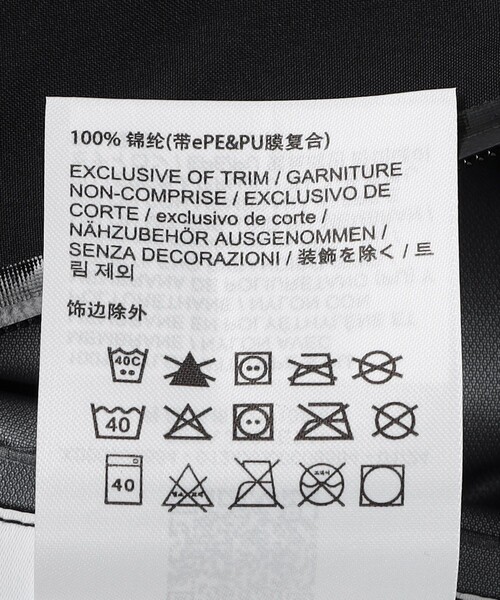 100% 锦纶(带ePE&PU膜复合)
EXCLUSIVE OF TRIM / GARNITURE
NON-COMPRISE / EXCLUSIVO DE
CORTE / exclusivo de corte /
NÄHZUBEHÖR AUSGENOMMEN /
SENZA DECORAZIONI / 装飾を除く / 트
림 제외
饰边除外
40C
40
40